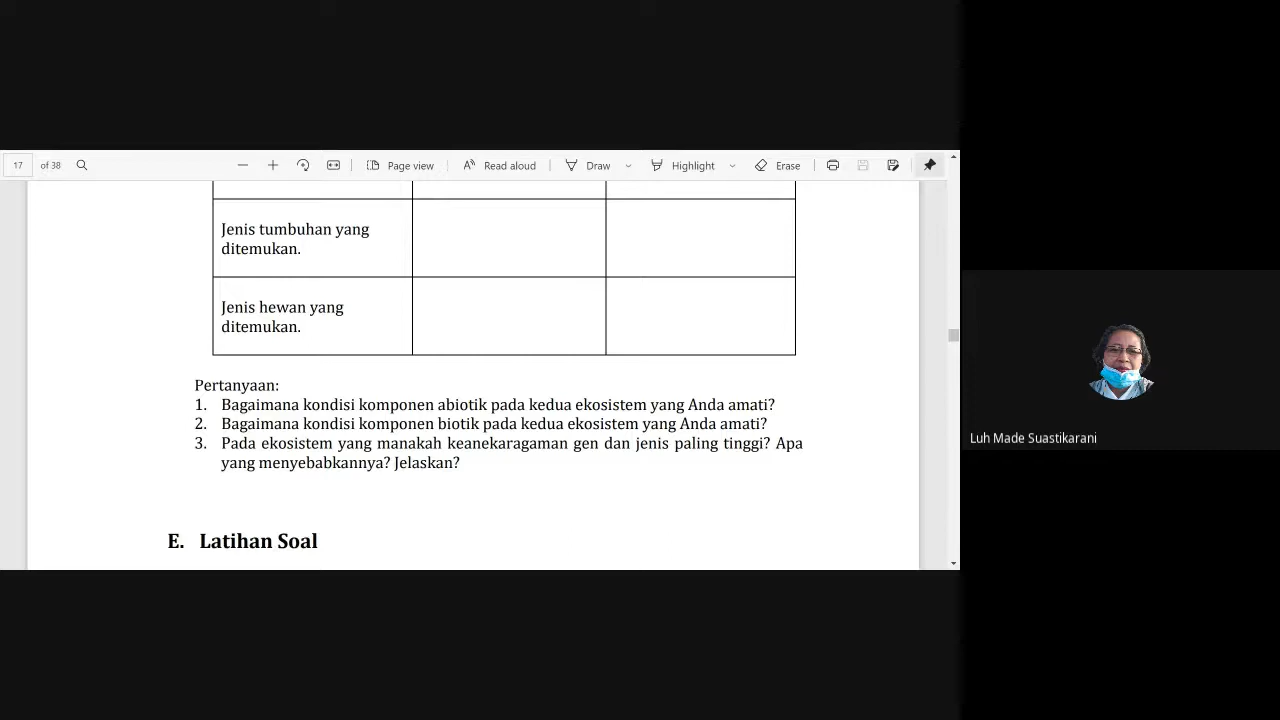 17 of 38
Page view
Read aloud
Draw
Highlight
Erase
Jenis tumbuhan yang
ditemukan.
Jenis hewan yang
ditemukan.
Pertanyaan:
1. Bagaimana kondisi komponen abiotik pada kedua ekosistem yang Anda amati?
2. Bagaimana kondisi komponen biotik pada kedua ekosistem yang Anda amati?
3. Pada ekosistem yang manakah keanekaragaman gen dan jenis paling tinggi? Apa
yang menyebabkannya? Jelaskan?
E. Latihan Soal
Luh Made Suastikarani